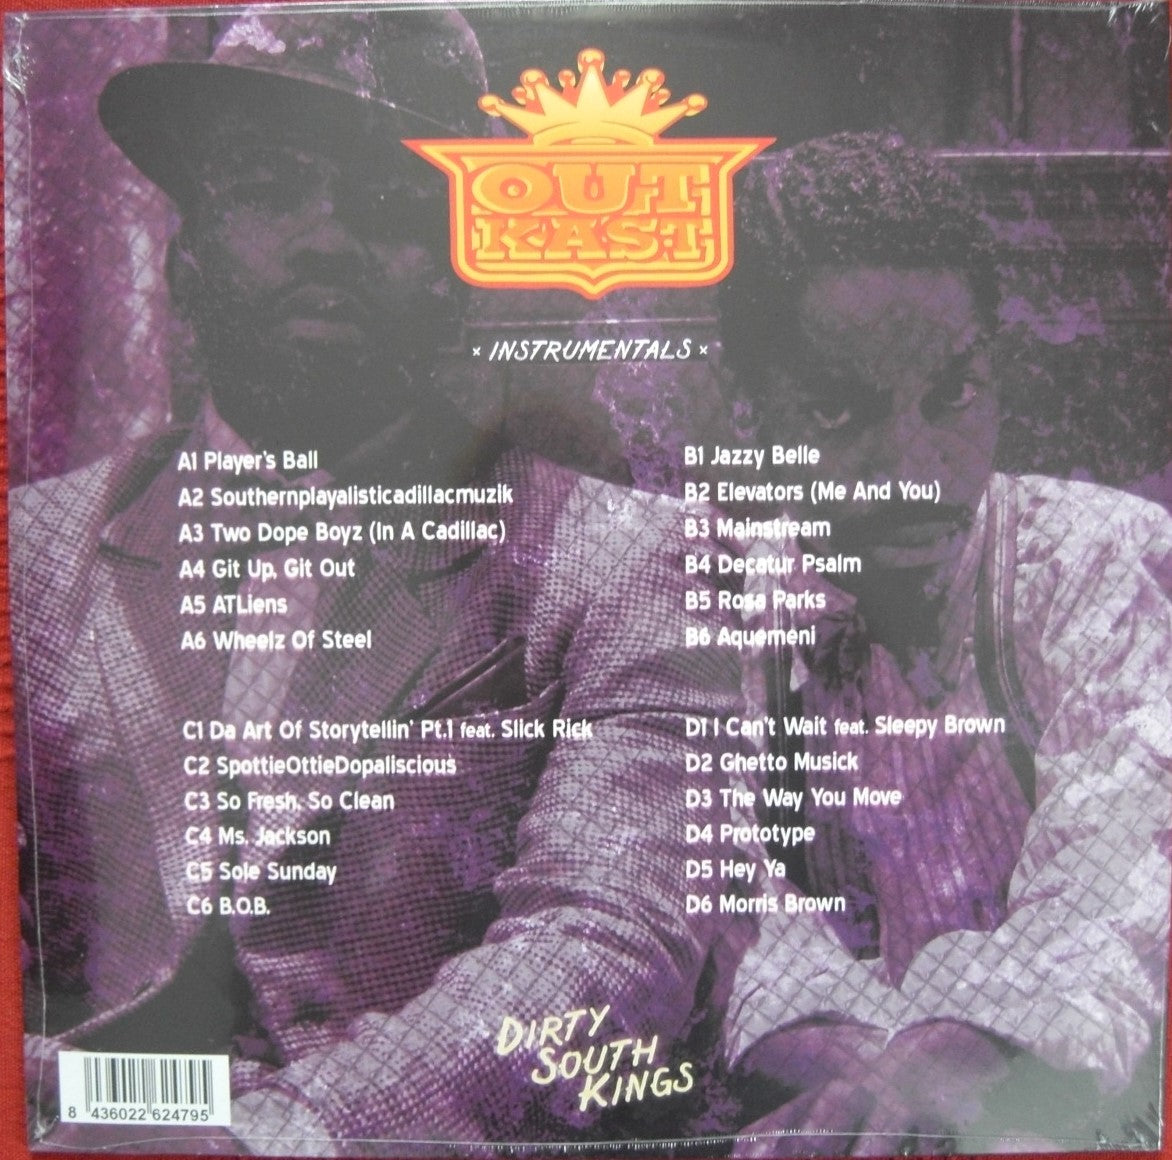 OUT
KAST
× INSTRUMENTALS ×
A1 Player's Ball
A2 Southernplayalisticadillacmuzik
A3 Two Dope Boyz (In A Cadillac)
A4 Git Up, Git Out
A5 ATLiens
A6 Wheelz Of Steel
B1 Jazzy Belle
B2 Elevators (Me And You)
B3 Mainstream
B4 Decatur Psalm
B5 Rosa Parks
B6 Aquemeni
C1 Da Art Of Storytellin' Pt.1 feat. Slick Rick
C2 SpottieOttieDopaliscious
C3 So Fresh, So Clean
C4 Ms. Jackson
C5 Sole Sunday
C6 B.O.B.
D1 I Can't Wait feat. Sleepy Brown
D2 Ghetto Musick
D3 The Way You Move
D4 Prototype
D5 Hey Ya
D6 Morris Brown
DIRTY
SOUTH
KINGS
8 436022 624795